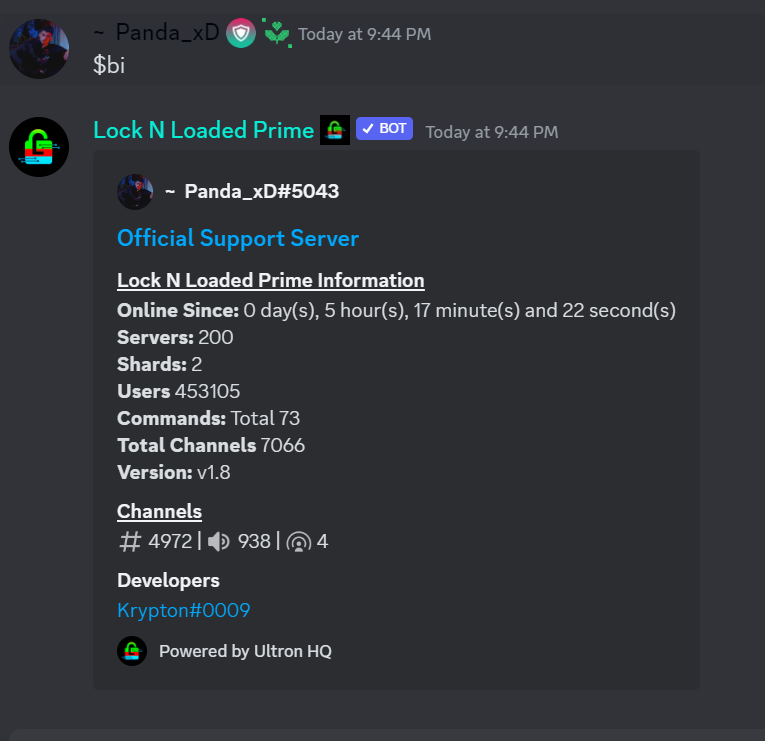 ~ Panda_xD Today at 9:44 PM
$bi
Lock N Loaded Prime ✓ BOT Today at 9:44 PM
~ Panda_xD#5043
Official Support Server
Lock N Loaded Prime Information
Online Since: 0 day(s), 5 hour(s), 17 minute(s) and 22 second(s)
Servers: 200
Shards: 2
Users 453105
Commands: Total 73
Total Channels 7066
Version: v1.8
Channels
# 4972 | 938 | 4
Developers
Krypton#0009
Powered by Ultron HQ